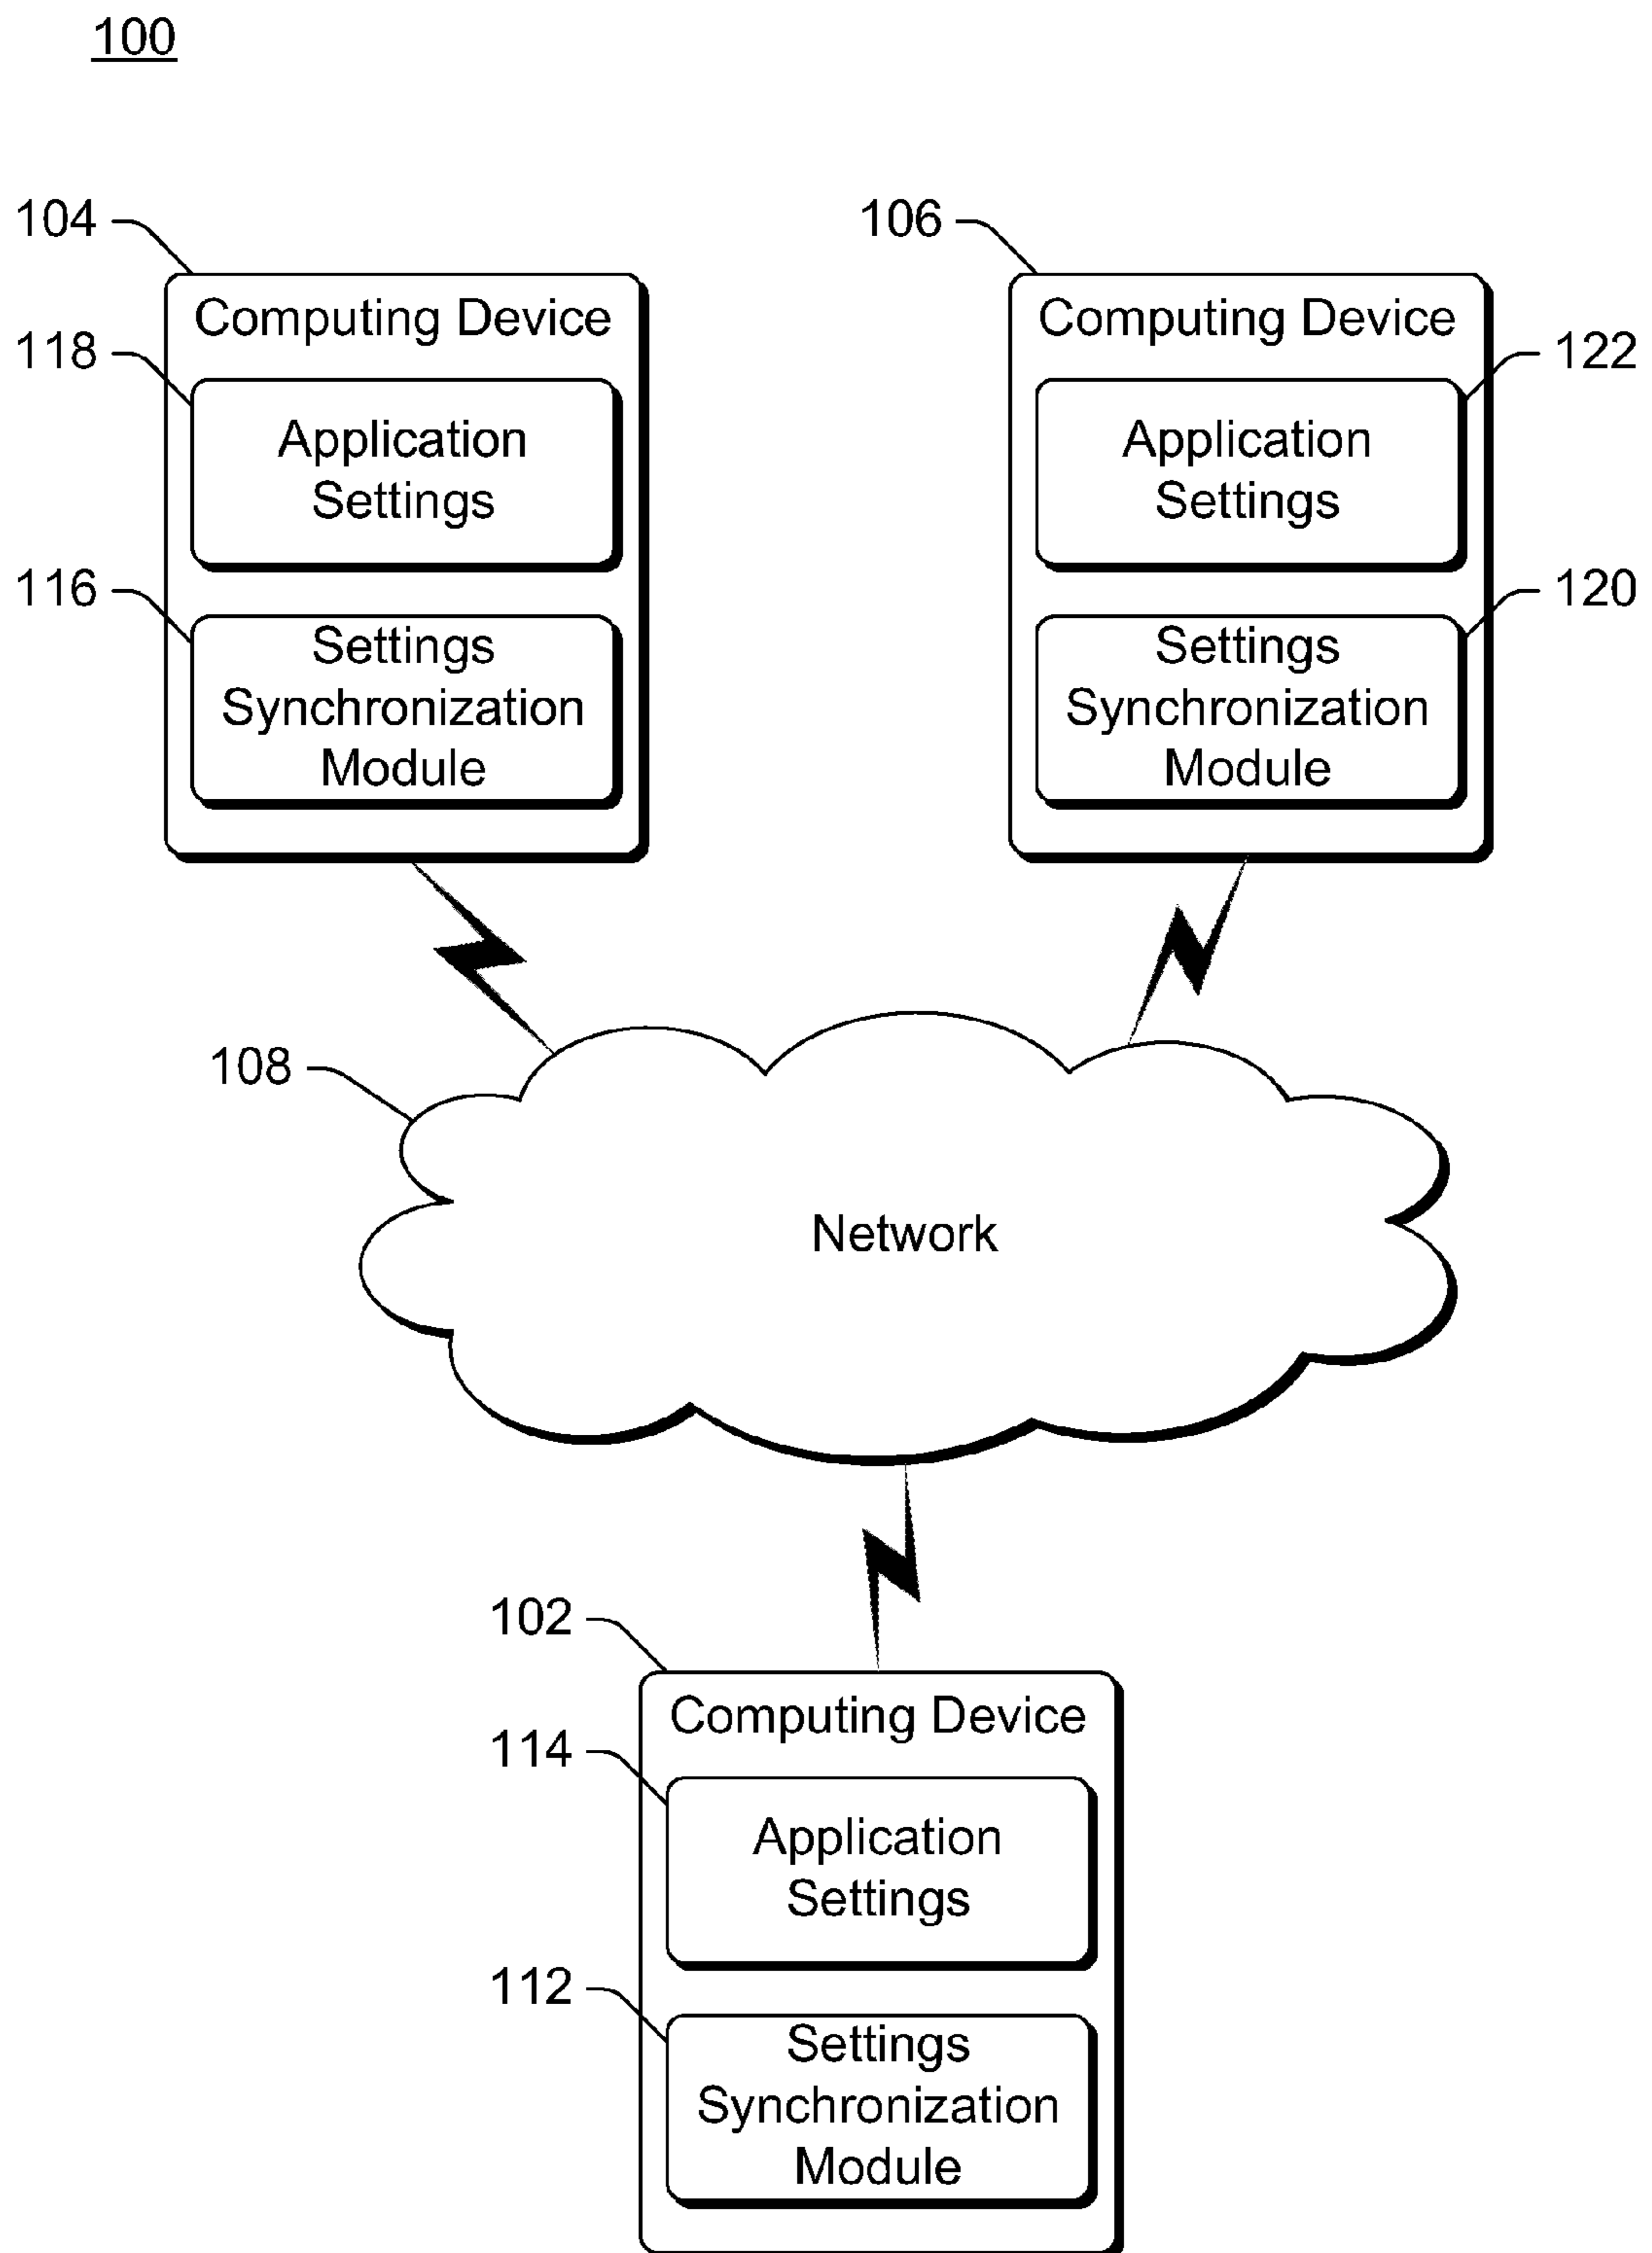 100
104
106
Computing Device
Computing Device
118
122
Application
Settings
Application
Settings
116
120
Settings
Synchronization
Module
Settings
Synchronization
Module
108
Network
102
Computing Device
114
Application
Settings
112
Settings
Synchronization
Module